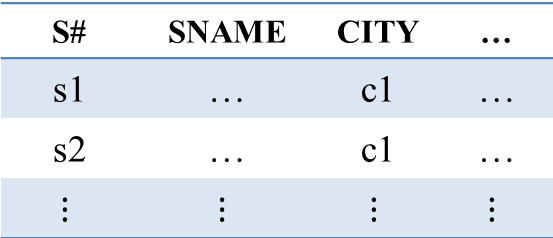 S# SNAME CITY …
s1 … c1 …
s2 … c1 …
⋮ ⋮ ⋮ ⋮